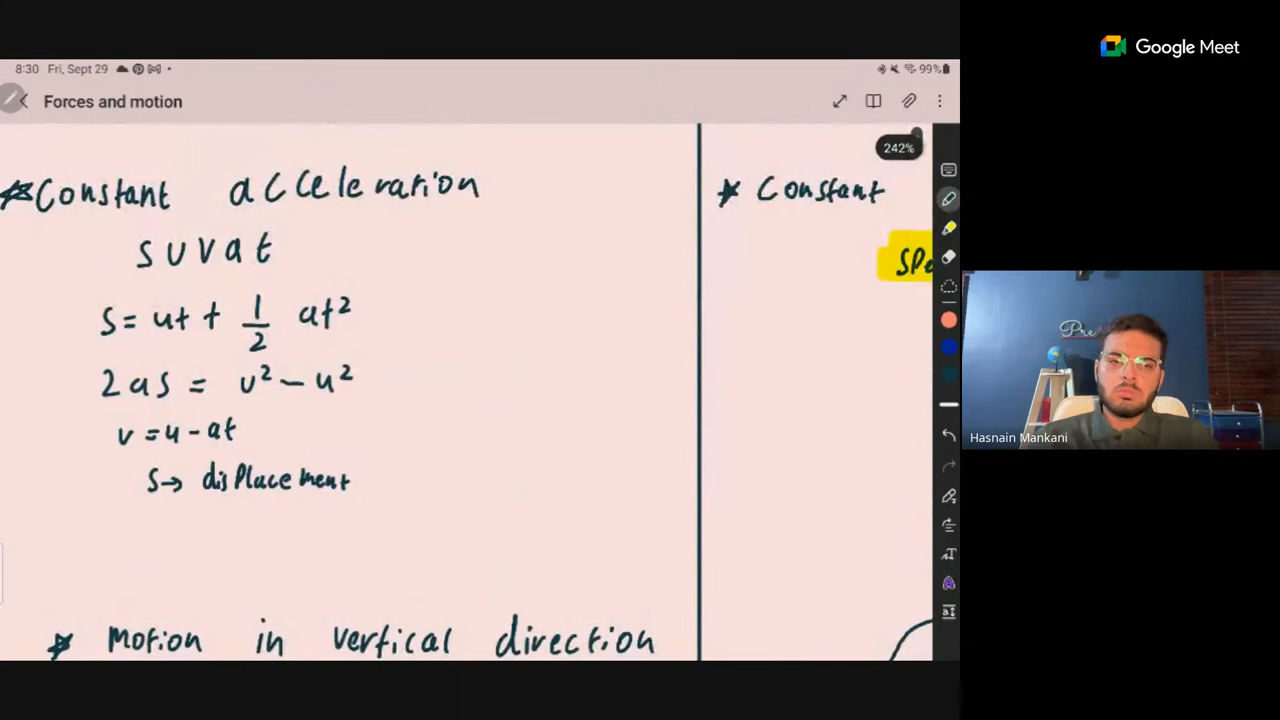 Google Meet
8:30 Fri, Sept 29
99%
Forces and motion
242%
Constant acceleration
s u v a t
s = ut + 1/2 at²
2as = v² - u²
v = u - at
s → displacement
Motion in vertical direction
Constant
Hasnain Mankani